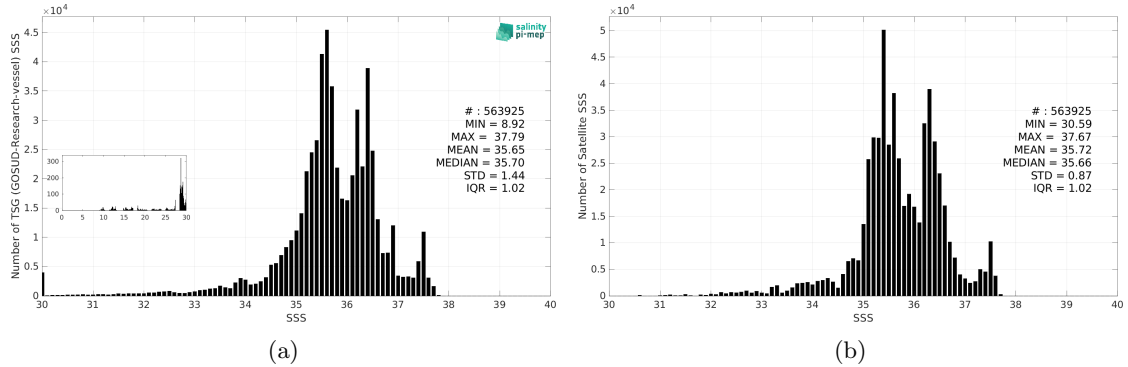 ×10⁴
4.5
4
3.5
3
2.5
2
1.5
1
0.5
0
Number of TSG (GOSUD-Research-vessel) SSS
salinity
pi-mep
# : 563925
MIN = 8.92
MAX = 37.79
MEAN = 35.65
MEDIAN = 35.70
STD = 1.44
IQR = 1.02
300
200
100
0
0 5 10 15 20 25 30
30 31 32 33 34 35 36 37 38 39 40
SSS
(a)
×10⁴
5
4.5
4
3.5
3
2.5
2
1.5
1
0.5
0
Number of Satellite SSS
# : 563925
MIN = 30.59
MAX = 37.67
MEAN = 35.72
MEDIAN = 35.66
STD = 0.87
IQR = 1.02
30 31 32 33 34 35 36 37 38 39 40
SSS
(b)